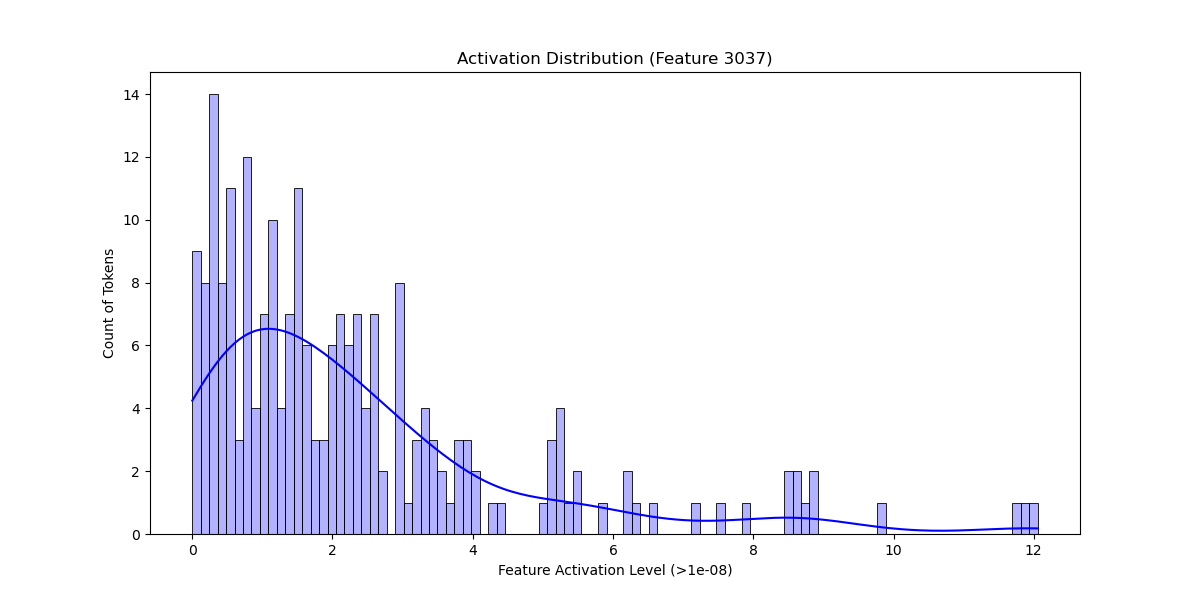 Activation Distribution (Feature 3037)
14
12
10
8
6
4
2
0
Count of Tokens
0 2 4 6 8 10 12
Feature Activation Level (>1e-08)